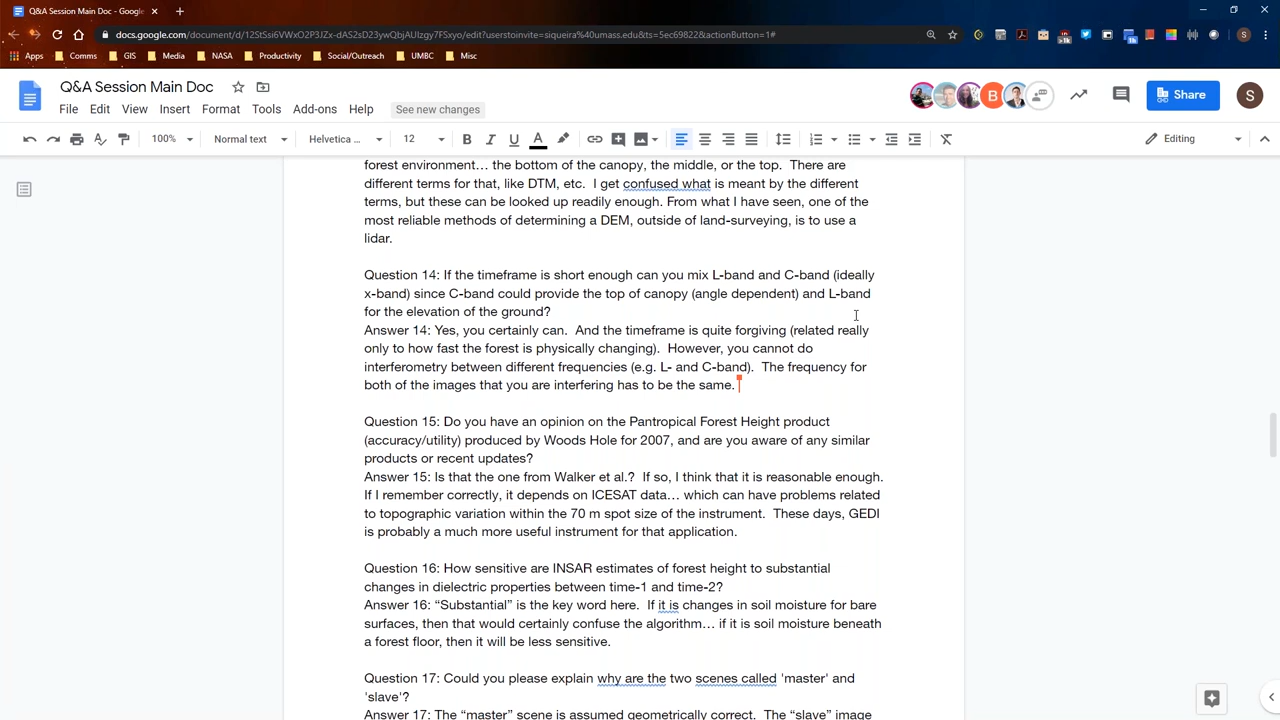 Q&A Session Main Doc - Google
docs.google.com/document/d/12StSsi6VWxO2P3JZx-dAS2sD23ywQbjAUlzgy7FSxyo/edit?userstoinvite=siqueira%40umass.edu&ts=5ec69822&actionButton=1#
Apps Comms GIS Media NASA Productivity Social/Outreach UMBC Misc
Q&A Session Main Doc
B
Share
S
File Edit View Insert Format Tools Add-ons Help See new changes
100% Normal text Helvetica ... 12 B I U A Editing
forest environment... the bottom of the canopy, the middle, or the top. There are
different terms for that, like DTM, etc. I get confused what is meant by the different
terms, but these can be looked up readily enough. From what I have seen, one of the
most reliable methods of determining a DEM, outside of land-surveying, is to use a
lidar.
Question 14: If the timeframe is short enough can you mix L-band and C-band (ideally
x-band) since C-band could provide the top of canopy (angle dependent) and L-band
for the elevation of the ground?
Answer 14: Yes, you certainly can. And the timeframe is quite forgiving (related really
only to how fast the forest is physically changing). However, you cannot do
interferometry between different frequencies (e.g. L- and C-band). The frequency for
both of the images that you are interfering has to be the same.
Question 15: Do you have an opinion on the Pantropical Forest Height product
(accuracy/utility) produced by Woods Hole for 2007, and are you aware of any similar
products or recent updates?
Answer 15: Is that the one from Walker et al.? If so, I think that it is reasonable enough.
If I remember correctly, it depends on ICESAT data... which can have problems related
to topographic variation within the 70 m spot size of the instrument. These days, GEDI
is probably a much more useful instrument for that application.
Question 16: How sensitive are INSAR estimates of forest height to substantial
changes in dielectric properties between time-1 and time-2?
Answer 16: “Substantial” is the key word here. If it is changes in soil moisture for bare
surfaces, then that would certainly confuse the algorithm... if it is soil moisture beneath
a forest floor, then it will be less sensitive.
Question 17: Could you please explain why are the two scenes called 'master' and
'slave'?
Answer 17: The “master” scene is assumed geometrically correct. The “slave” image